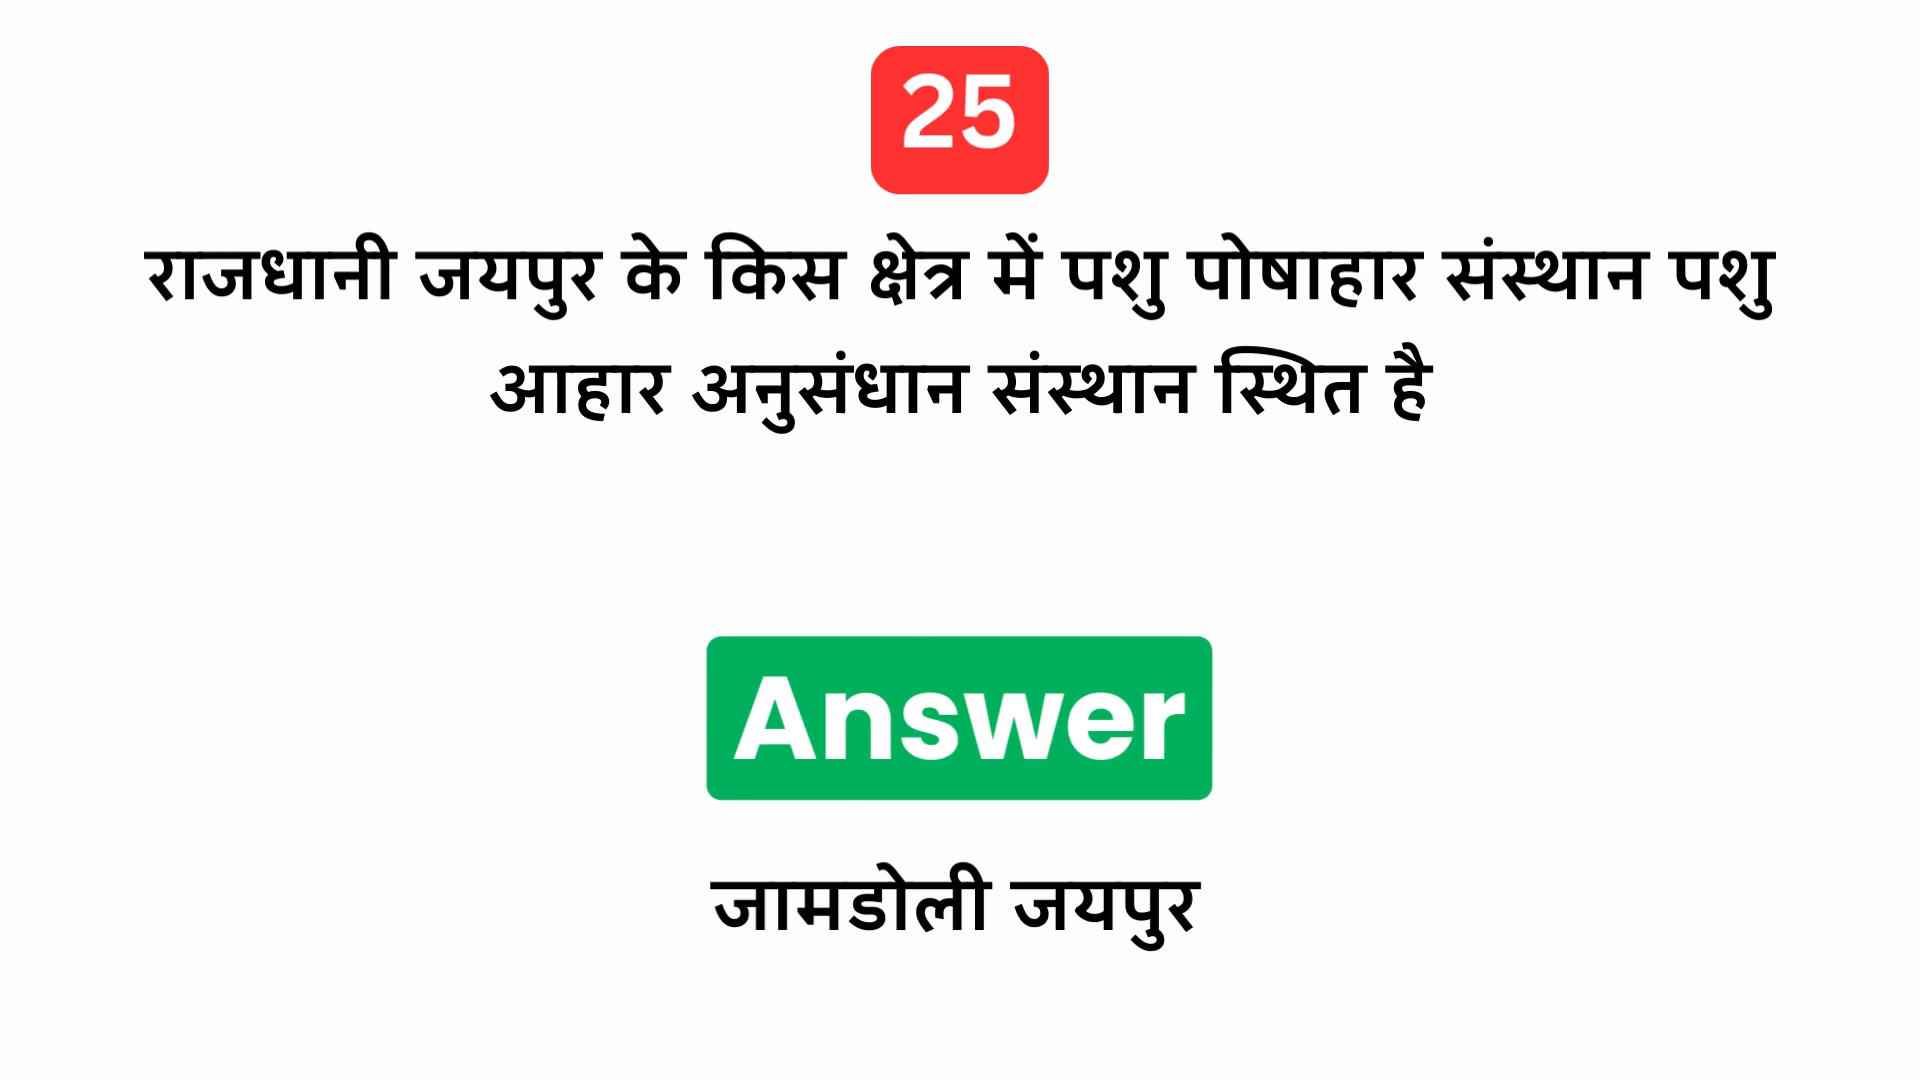 25
राजधानी जयपुर के किस क्षेत्र में पशु पोषाहार संस्थान पशु
आहार अनुसंधान संस्थान स्थित है
Answer
जामडोली जयपुर